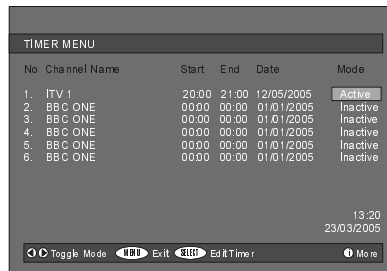 TIMER MENU
No Channel Name Start End Date Mode
1. ITV 1 20:00 21:00 12/05/2005 Active
2. BBC ONE 00:00 00:00 01/01/2005 Inactive
3. BBC ONE 00:00 00:00 01/01/2005 Inactive
4. BBC ONE 00:00 00:00 01/01/2005 Inactive
5. BBC ONE 00:00 00:00 01/01/2005 Inactive
6. BBC ONE 00:00 00:00 01/01/2005 Inactive
13:20
23/03/2005
Toggle Mode MENU Exit SELECT Edit Timer i More